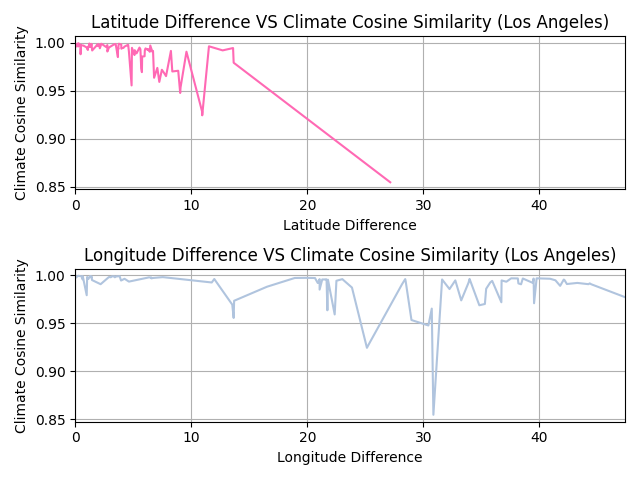 Latitude Difference VS Climate Cosine Similarity (Los Angeles)
Climate Cosine Similarity
1.00
0.95
0.90
0.85
0 10 20 30 40
Latitude Difference
Longitude Difference VS Climate Cosine Similarity (Los Angeles)
Climate Cosine Similarity
1.00
0.95
0.90
0.85
0 10 20 30 40
Longitude Difference